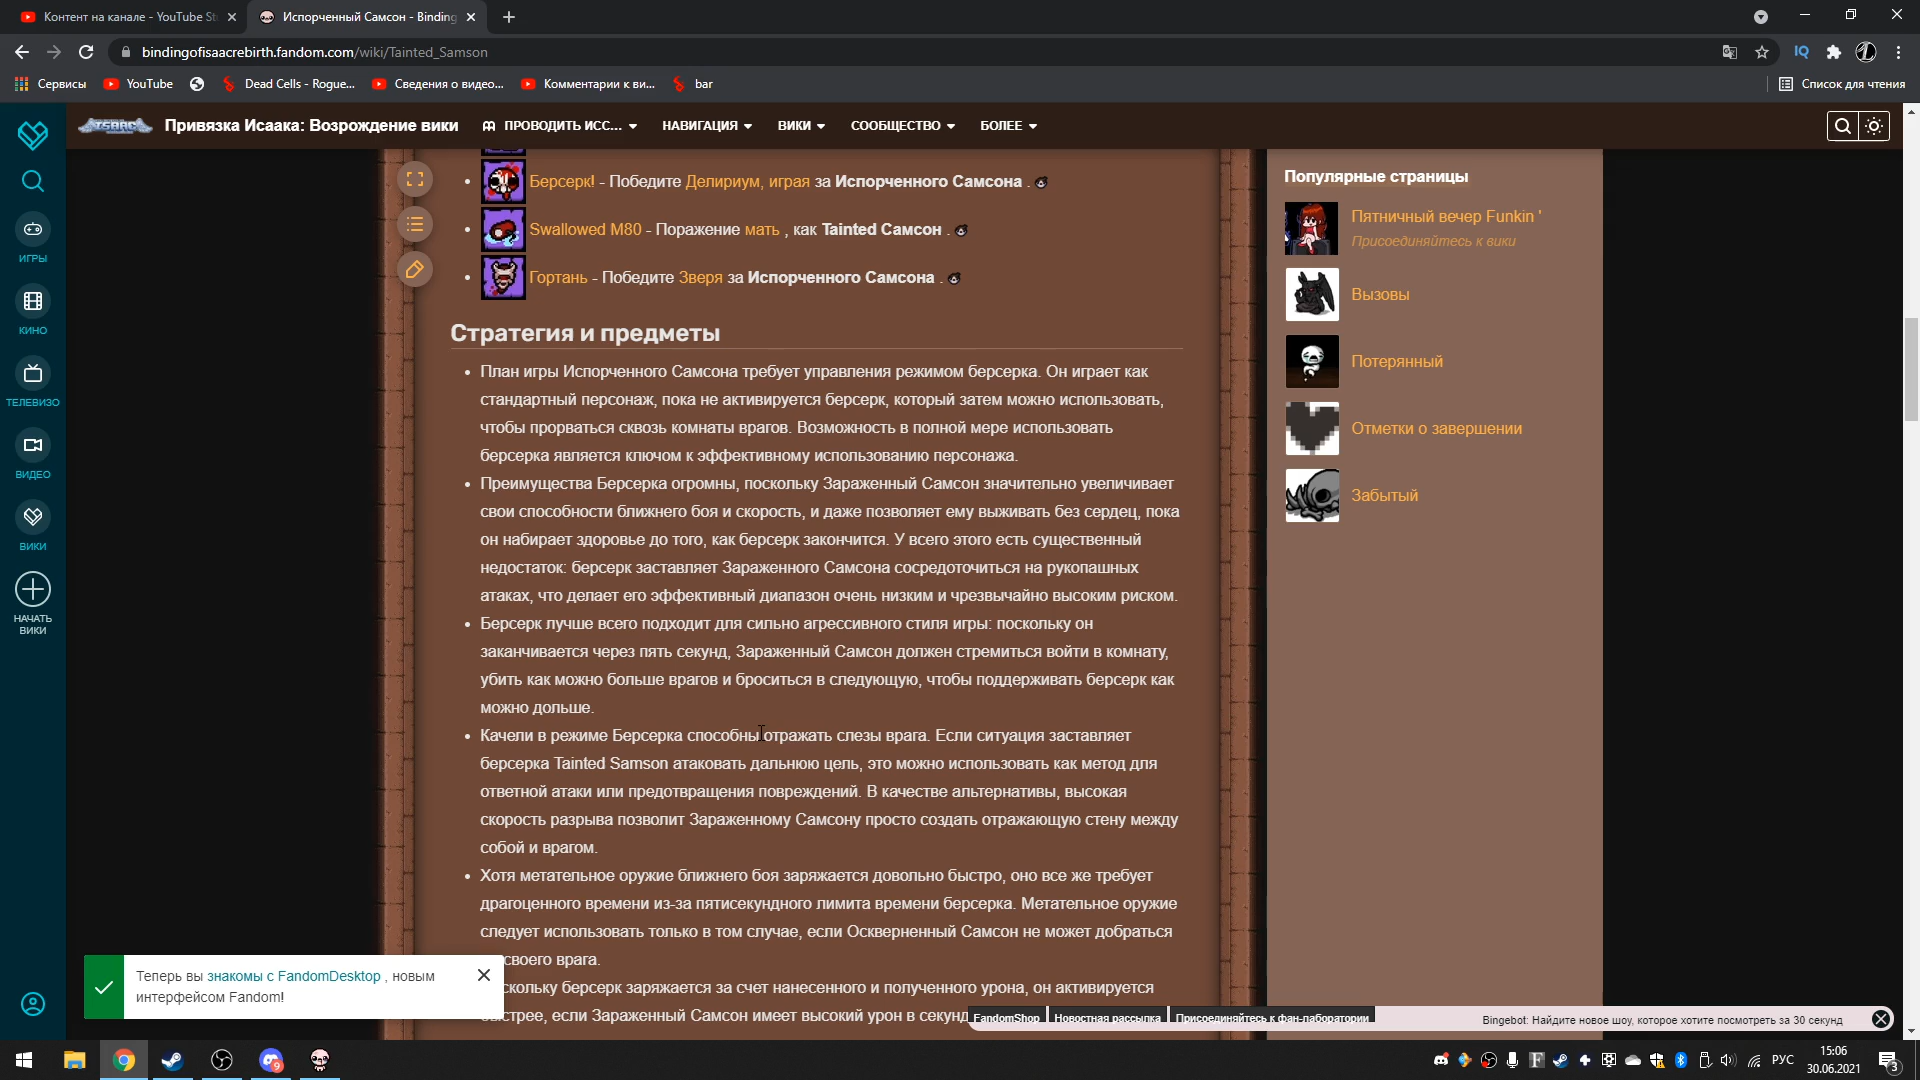 Контент на канале - YouTube St
Испорченный Самсон - Binding
bindingofisaacrebirth.fandom.com/wiki/Tainted_Samson
Сервисы
YouTube
Dead Cells - Rogue...
Сведения о видео...
Комментарии к ви...
bar
Список для чтения
Привязка Исаака: Возрождение вики
ПРОВОДИТЬ ИСС...
НАВИГАЦИЯ
ВИКИ
СООБЩЕСТВО
БОЛЕЕ
ИГРЫ
КИНО
ТЕЛЕВИЗО
ВИДЕО
ВИКИ
НАЧАТЬ
ВИКИ
Берсерк! - Победите Делириум, играя за Испорченного Самсона .
Swallowed M80 - Поражение мать , как Tainted Самсон .
Гортань - Победите Зверя за Испорченного Самсона .
Стратегия и предметы
План игры Испорченного Самсона требует управления режимом берсерка. Он играет как
стандартный персонаж, пока не активируется берсерк, который затем можно использовать,
чтобы прорваться сквозь комнаты врагов. Возможность в полной мере использовать
берсерка является ключом к эффективному использованию персонажа.
Преимущества Берсерка огромны, поскольку Зараженный Самсон значительно увеличивает
свои способности ближнего боя и скорость, и даже позволяет ему выживать без сердец, пока
он набирает здоровье до того, как берсерк закончится. У всего этого есть существенный
недостаток: берсерк заставляет Зараженного Самсона сосредоточиться на рукопашных
атаках, что делает его эффективный диапазон очень низким и чрезвычайно высоким риском.
Берсерк лучше всего подходит для сильно агрессивного стиля игры: поскольку он
заканчивается через пять секунд, Зараженный Самсон должен стремиться войти в комнату,
убить как можно больше врагов и броситься в следующую, чтобы поддерживать берсерк как
можно дольше.
Качели в режиме Берсерка способны отражать слезы врага. Если ситуация заставляет
берсерка Tainted Samson атаковать дальнюю цель, это можно использовать как метод для
ответной атаки или предотвращения повреждений. В качестве альтернативы, высокая
скорость разрыва позволит Зараженному Самсону просто создать отражающую стену между
собой и врагом.
Хотя метательное оружие ближнего боя заряжается довольно быстро, оно все же требует
драгоценного времени из-за пятисекундного лимита времени берсерка. Метательное оружие
следует использовать только в том случае, если Оскверненный Самсон не может добраться
своего врага.
скольку берсерк заряжается за счет нанесенного и полученного урона, он активируется
быстрее, если Зараженный Самсон имеет высокий урон в секунд
Популярные страницы
Пятничный вечер Funkin '
Присоединяйтесь к вики
Вызовы
Потерянный
Отметки о завершении
Забытый
Теперь вы знакомы с FandomDesktop , новым
интерфейсом Fandom!
FandomShop
Новостная рассылка
Присоединяйтесь к фан-лаборатории
Bingebot: Найдите новое шоу, которое хотите посмотреть за 30 секунд
9
РУС
15:06
30.06.2021
3